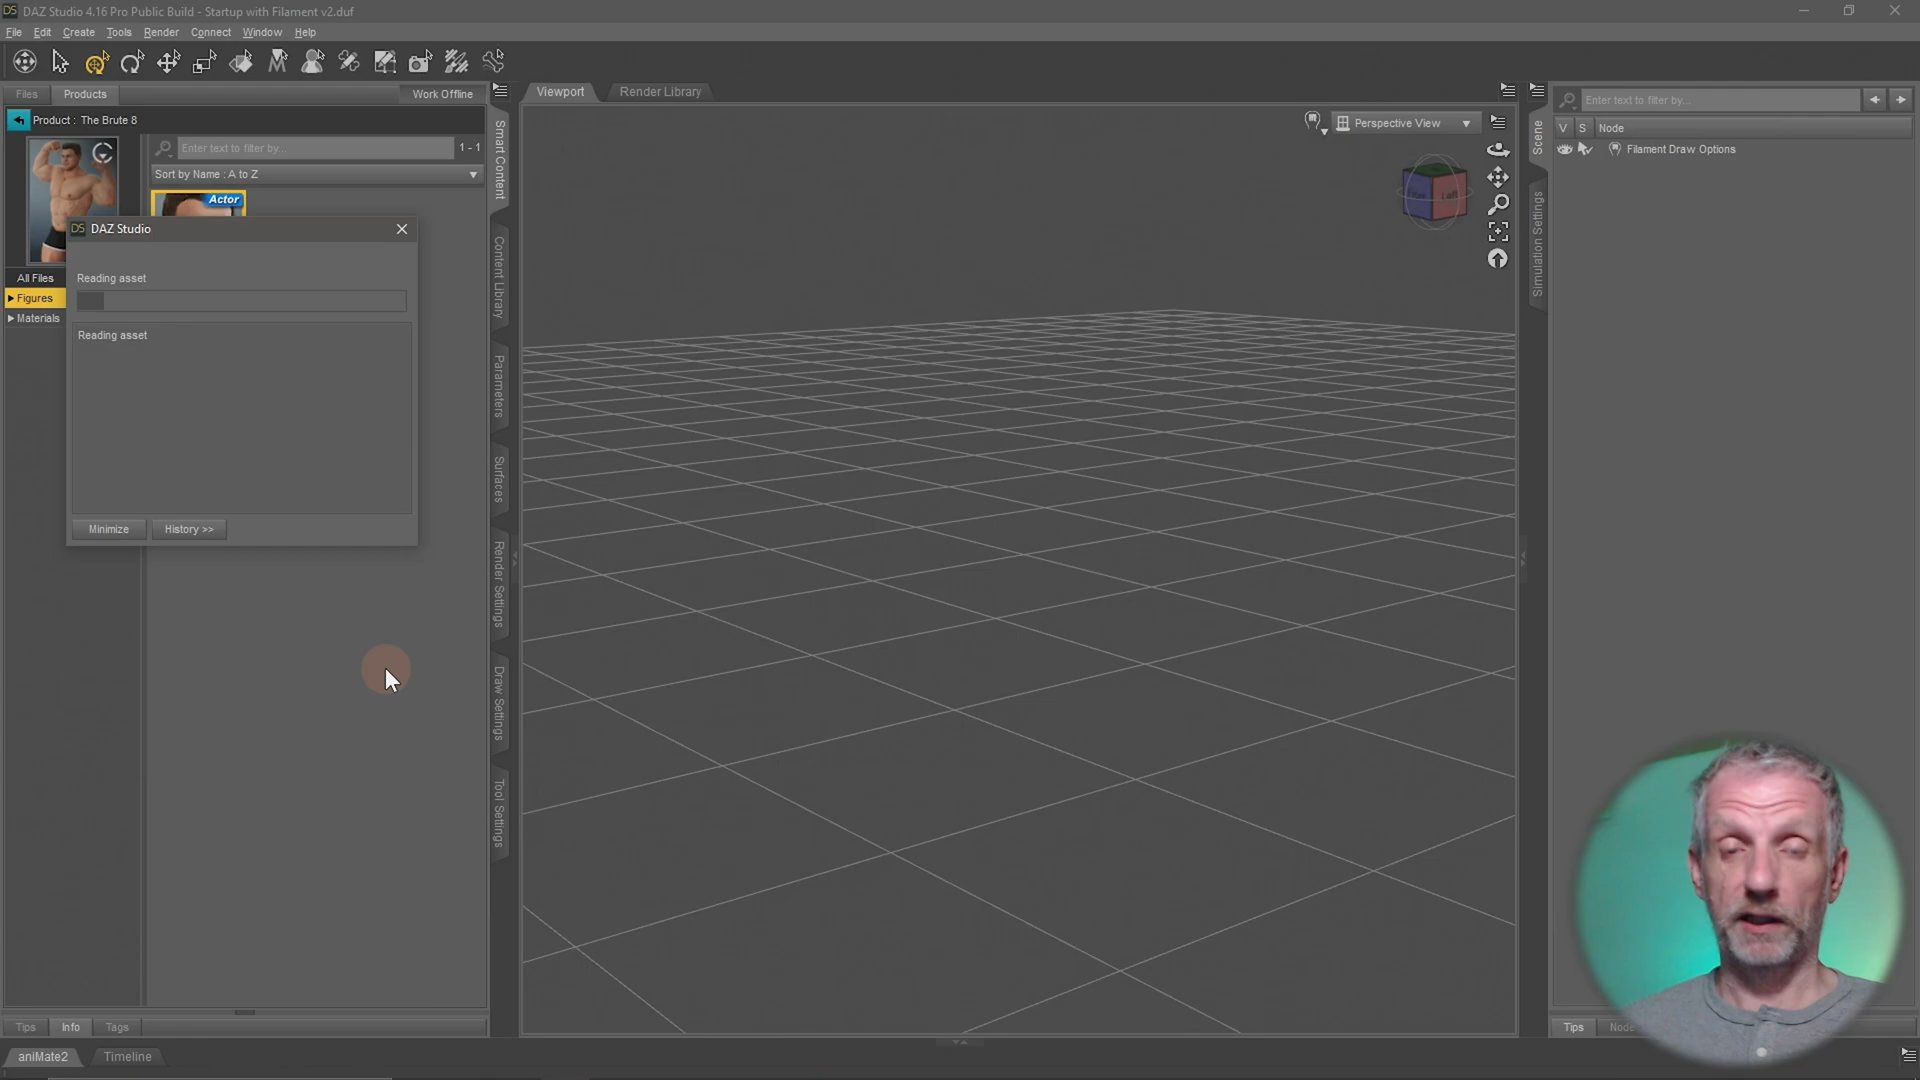 DS DAZ Studio 4.16 Pro Public Build - Startup with Filament v2.duf
File Edit Create Tools Render Connect Window Help
Files Products Work Offline
Product : The Brute 8
Enter text to filter by... 1 - 1
Sort by Name : A to Z
Actor
All Files
Figures
Materials
DS DAZ Studio
Reading asset
Reading asset
Minimize History >>
Smart Content
Content Library
Parameters
Surfaces
Render Settings
Draw Settings
Tool Settings
Viewport Render Library
Perspective View
Left
Scene
Simulation Settings
Enter text to filter by...
V S Node
Filament Draw Options
Tips Info Tags
Tips Node
aniMate2 Timeline